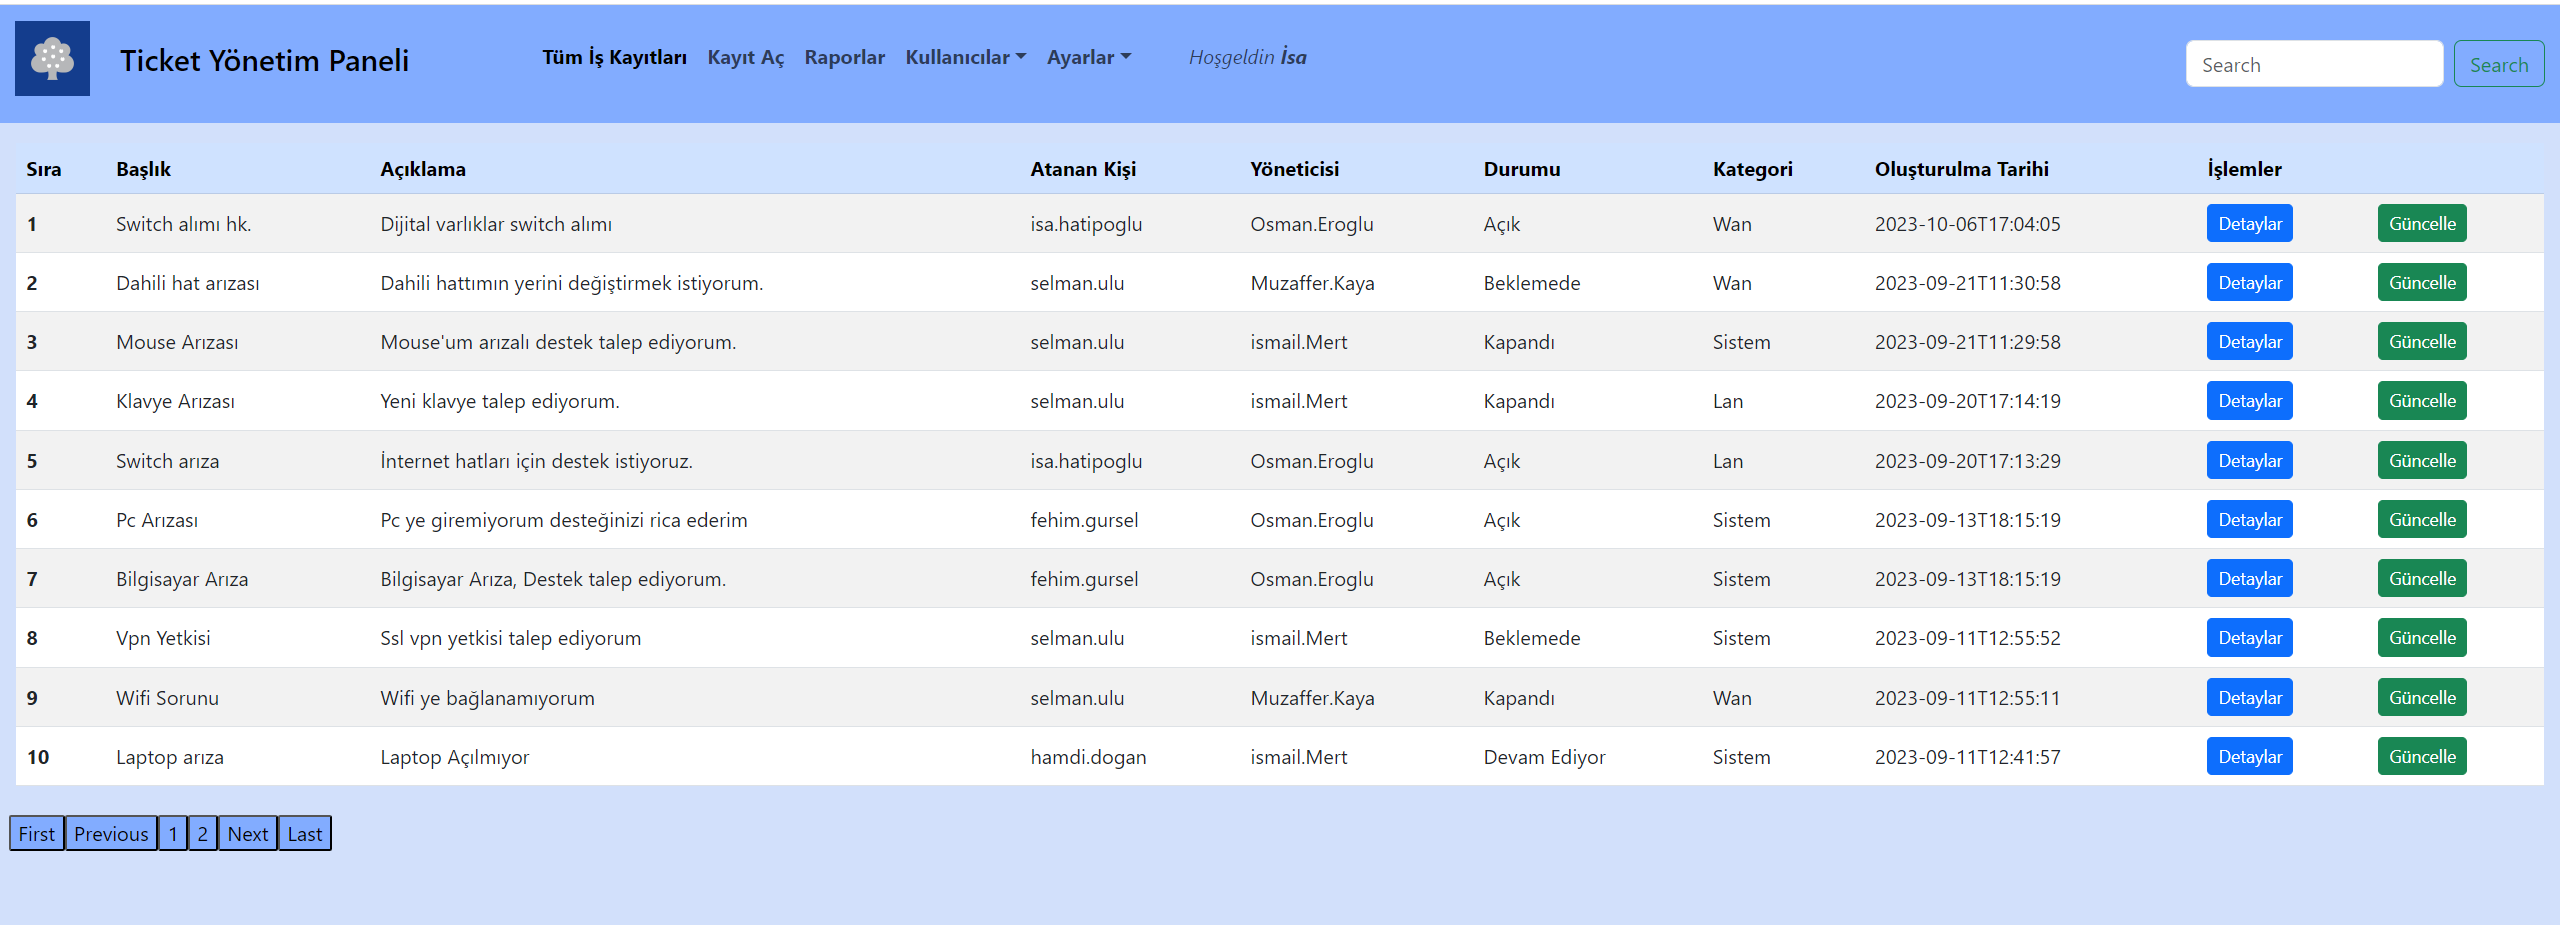 Ticket Yönetim Paneli Tüm İş Kayıtları Kayıt Aç Raporlar Kullanıcılar Ayarlar Hoşgeldin İsa Search Search
Sıra Başlık Açıklama Atanan Kişi Yöneticisi Durumu Kategori Oluşturulma Tarihi İşlemler
1 Switch alımı hk. Dijital varlıklar switch alımı isa.hatipoglu Osman.Eroglu Açık Wan 2023-10-06T17:04:05 Detaylar Güncelle
2 Dahili hat arızası Dahili hattımın yerini değiştirmek istiyorum. selman.ulu Muzaffer.Kaya Beklemede Wan 2023-09-21T11:30:58 Detaylar Güncelle
3 Mouse Arızası Mouse'um arızalı destek talep ediyorum. selman.ulu ismail.Mert Kapandı Sistem 2023-09-21T11:29:58 Detaylar Güncelle
4 Klavye Arızası Yeni klavye talep ediyorum. selman.ulu ismail.Mert Kapandı Lan 2023-09-20T17:14:19 Detaylar Güncelle
5 Switch arıza İnternet hatları için destek istiyoruz. isa.hatipoglu Osman.Eroglu Açık Lan 2023-09-20T17:13:29 Detaylar Güncelle
6 Pc Arızası Pc ye giremiyorum desteğinizi rica ederim fehim.gursel Osman.Eroglu Açık Sistem 2023-09-13T18:15:19 Detaylar Güncelle
7 Bilgisayar Arıza Bilgisayar Arıza, Destek talep ediyorum. fehim.gursel Osman.Eroglu Açık Sistem 2023-09-13T18:15:19 Detaylar Güncelle
8 Vpn Yetkisi Ssl vpn yetkisi talep ediyorum selman.ulu ismail.Mert Beklemede Sistem 2023-09-11T12:55:52 Detaylar Güncelle
9 Wifi Sorunu Wifi ye bağlanamıyorum selman.ulu Muzaffer.Kaya Kapandı Wan 2023-09-11T12:55:11 Detaylar Güncelle
10 Laptop arıza Laptop Açılmıyor hamdi.dogan ismail.Mert Devam Ediyor Sistem 2023-09-11T12:41:57 Detaylar Güncelle
First Previous 1 2 Next Last